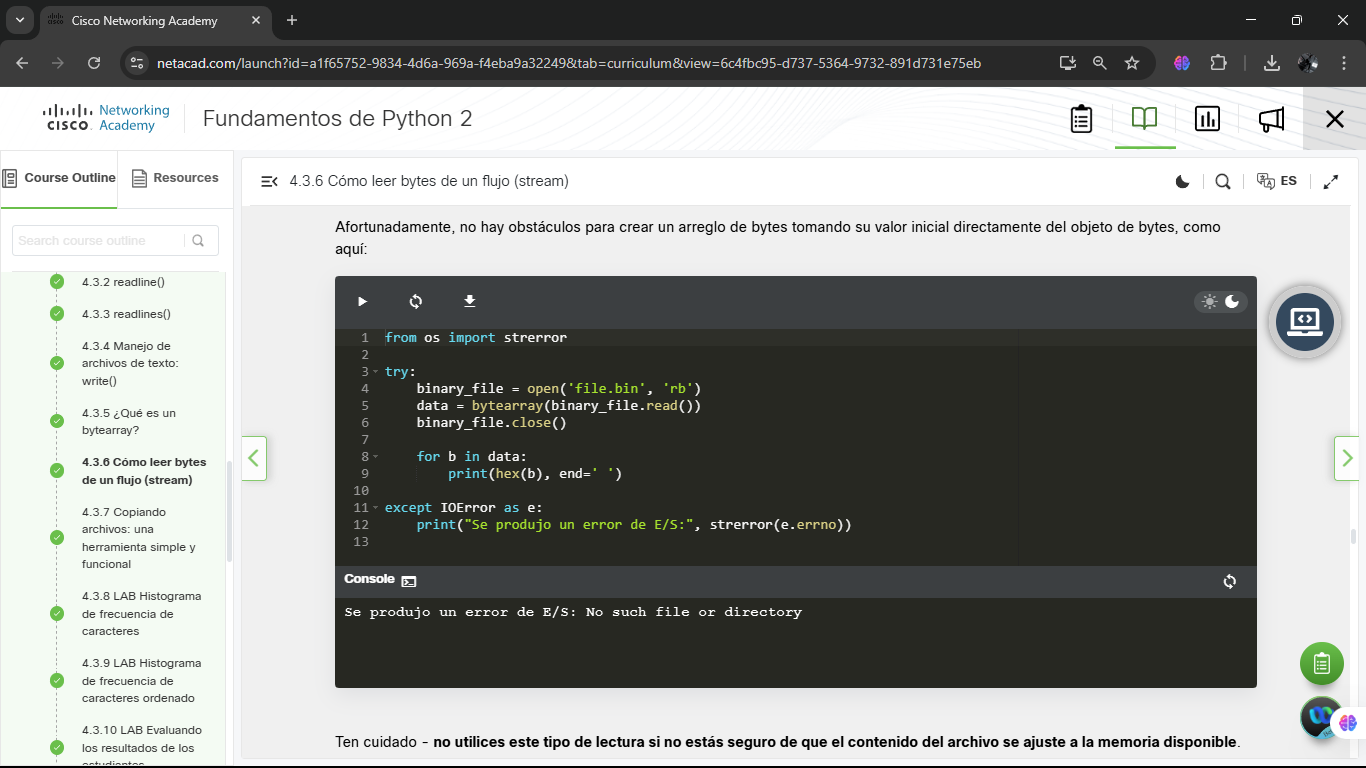 Cisco Networking Academy
netacad.com/launch?id=a1f65752-9834-4d6a-969a-f4eba9a32249&tab=curriculum&view=6c4fbc95-d737-5364-9732-891d731e75eb
CISCO Networking Academy
Fundamentos de Python 2
Course Outline
Resources
Search course outline
4.3.2 readline()
4.3.3 readlines()
4.3.4 Manejo de
archivos de texto:
write()
4.3.5 ¿Qué es un
bytearray?
4.3.6 Cómo leer bytes
de un flujo (stream)
4.3.7 Copiando
archivos: una
herramienta simple y
funcional
4.3.8 LAB Histograma
de frecuencia de
caracteres
4.3.9 LAB Histograma
de frecuencia de
caracteres ordenado
4.3.10 LAB Evaluando
los resultados de los
estudiantes
4.3.6 Cómo leer bytes de un flujo (stream)
ES
Afortunadamente, no hay obstáculos para crear un arreglo de bytes tomando su valor inicial directamente del objeto de bytes, como
aquí:
1 from os import strerror
2
3 try:
4     binary_file = open('file.bin', 'rb')
5     data = bytearray(binary_file.read())
6     binary_file.close()
7
8     for b in data:
9         print(hex(b), end=' ')
10
11 except IOError as e:
12     print("Se produjo un error de E/S:", strerror(e.errno))
13
Console
Se produjo un error de E/S: No such file or directory
Ten cuidado - no utilices este tipo de lectura si no estás seguro de que el contenido del archivo se ajuste a la memoria disponible.